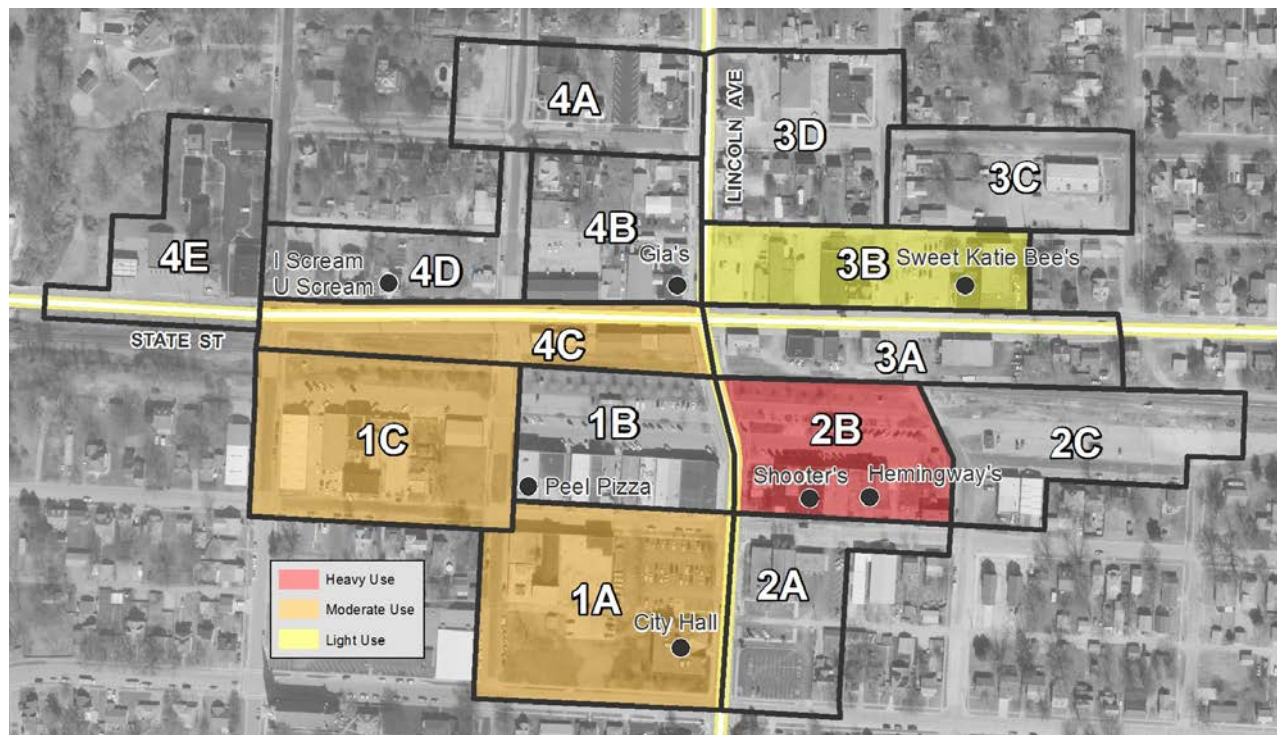 4A
LINCOLN AVE
3D
3C
4B
4E
I Scream
U Scream
4D
Gia's
3B
Sweet Katie Bee's
STATE ST
4C
3A
1C
1B
2B
2C
Shooter's
Hemingway's
Peel Pizza
Heavy Use
Moderate Use
Light Use
1A
2A
City Hall